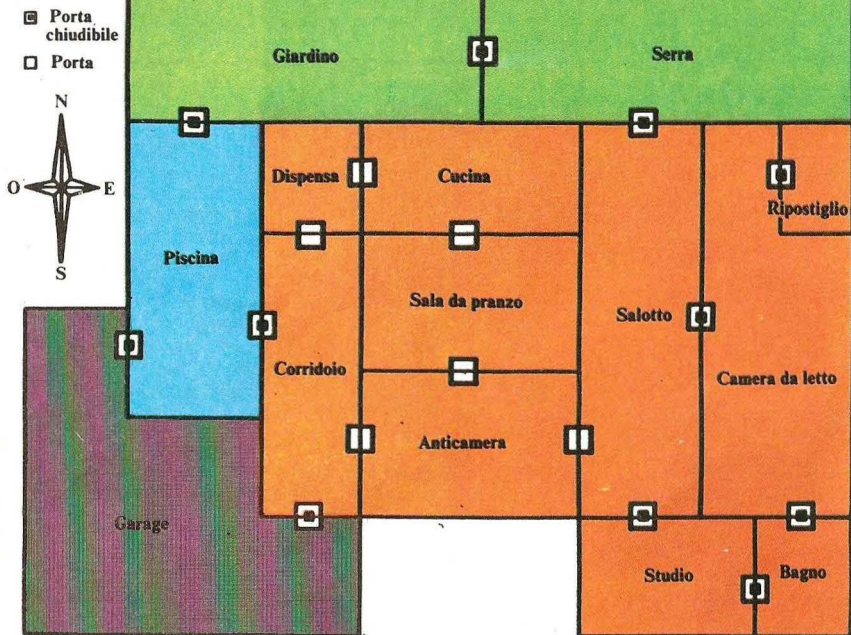 Porta
chiudibile
Porta
N
O
E
S
Giardino
Serra
Dispensa
Cucina
Ripostiglio
Piscina
Sala da pranzo
Salotto
Corridoio
Camera da letto
Anticamera
Garage
Studio
Bagno